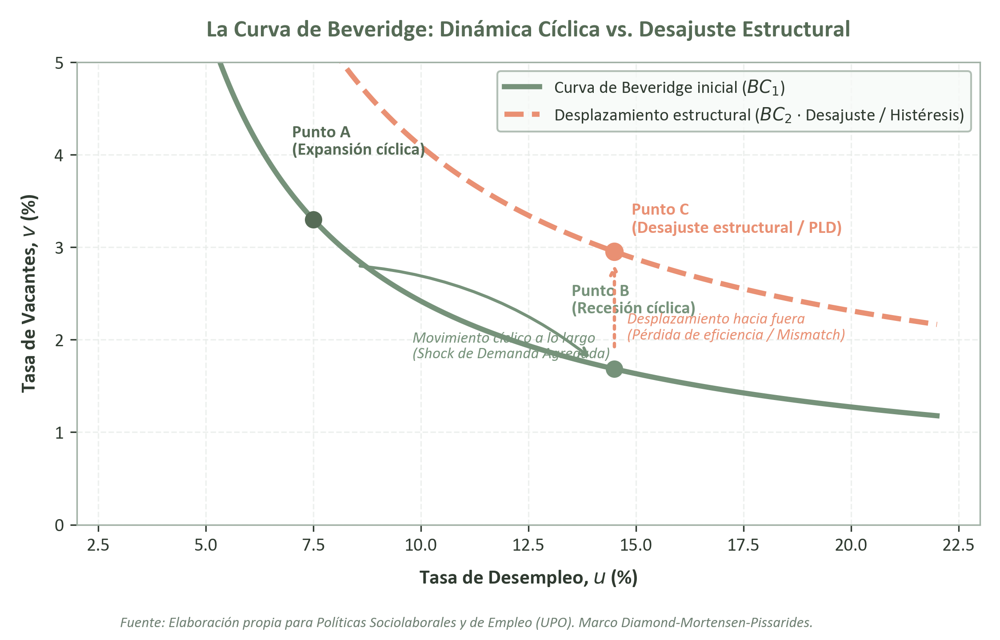 La Curva de Beveridge: Dinámica Cíclica vs. Desajuste Estructural
Curva de Beveridge inicial (BC₁)
Desplazamiento estructural (BC₂ · Desajuste / Histéresis)
Punto A
(Expansión cíclica)
Punto C
(Desajuste estructural / PLD)
Punto B
(Recesión cíclica)
Desplazamiento hacia fuera
(Pérdida de eficiencia / Mismatch)
Movimiento cíclico a lo largo
(Shock de Demanda Agregada)
Tasa de Vacantes, v (%)
5
4
3
2
1
0
2.5 5.0 7.5 10.0 12.5 15.0 17.5 20.0 22.5
Tasa de Desempleo, u (%)
Fuente: Elaboración propia para Políticas Sociolaborales y de Empleo (UPO). Marco Diamond-Mortensen-Pissarides.